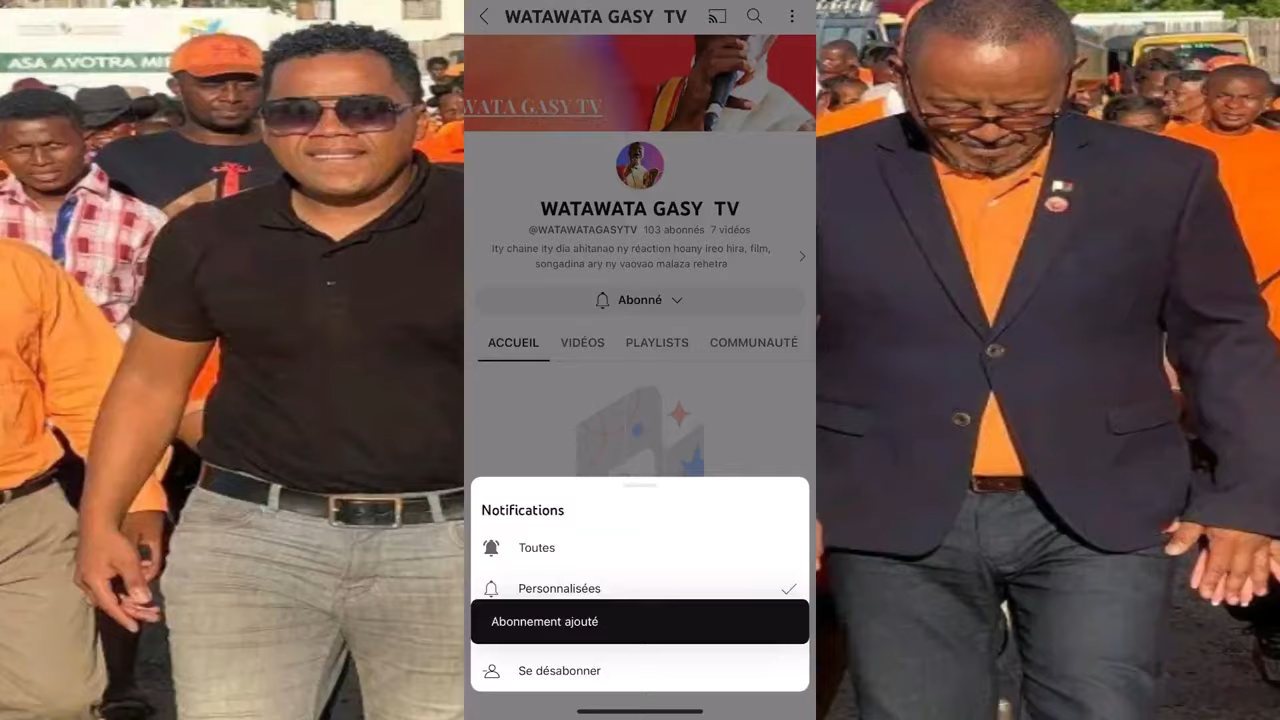 ASA AVOTRA MIR
WATAWATA GASY TV
WATA GASY TV
WATAWATA GASY TV
@WATAWATAGASYTV 103 abonnés 7 vidéos
Ity chaine ity dia ahitanao ny réaction hoany ireo hira, film,
songadina ary ny vaovao malaza rehetra
Abonné
ACCUEIL VIDÉOS PLAYLISTS COMMUNAUTÉ
Notifications
Toutes
Personnalisées
Abonnement ajouté
Se désabonner